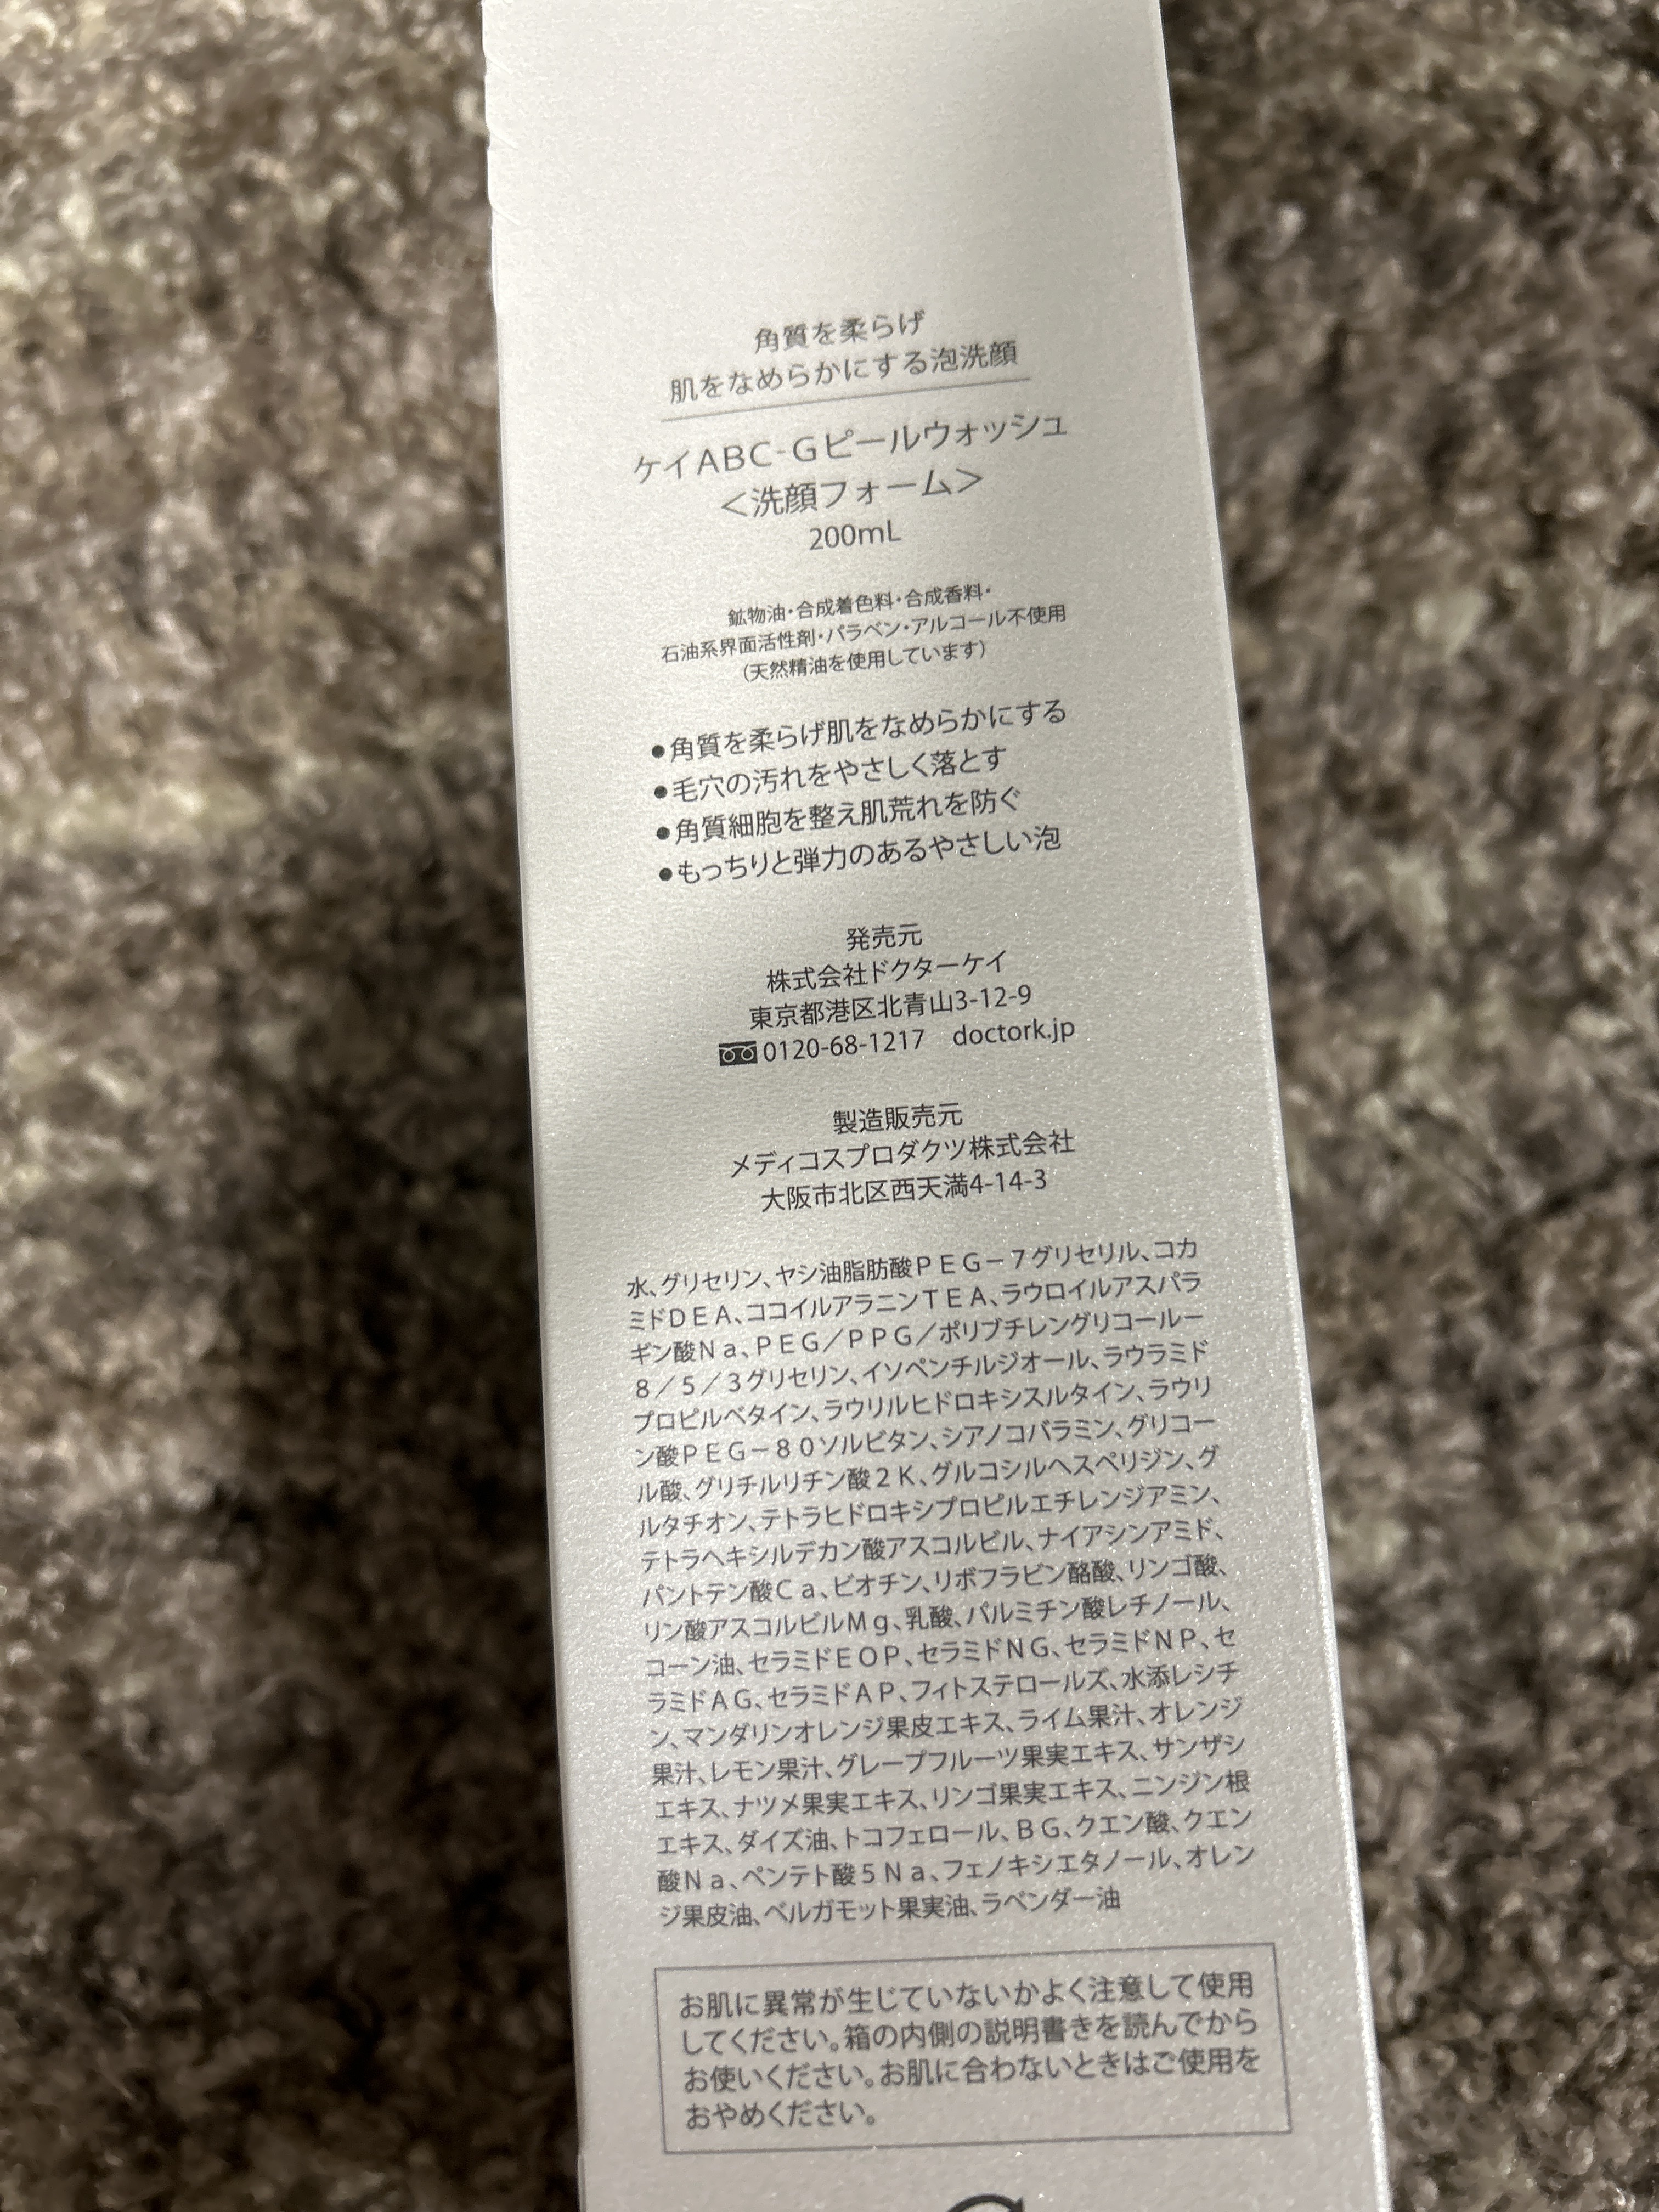 角質を柔らげ
肌をなめらかにする泡洗顔
ケイABC-Gピールウォッシュ
＜洗顔フォーム＞
200mL
鉱物油・合成着色料・合成香料・
石油系界面活性剤・パラベン・アルコール不使用
（天然精油を使用しています）
●角質を柔らげ肌をなめらかにする
●毛穴の汚れをやさしく落とす
●角質細胞を整え肌荒れを防ぐ
●もっちりと弾力のあるやさしい泡
発売元
株式会社ドクターケイ
東京都港区北青山3-12-9
0120-68-1217 doctork.jp
製造販売元
メディコスプロダクツ株式会社
大阪市北区西天満4-14-3
水、グリセリン、ヤシ油脂肪酸ＰＥＧ－７グリセリル、コカ
ミドＤＥＡ、ココイルアラニンＴＥＡ、ラウロイルアスパラ
ギン酸Ｎａ、ＰＥＧ／ＰＰＧ／ポリブチレングリコール－
８／５／３グリセリン、イソペンチルジオール、ラウラミド
プロピルベタイン、ラウリルヒドロキシスルタイン、ラウリ
ン酸ＰＥＧ－８０ソルビタン、シアノコバラミン、グリコー
ル酸、グリチルリチン酸２Ｋ、グルコシルヘスペリジン、グ
ルタチオン、テトラヒドロキシプロピルエチレンジアミン、
テトラヘキシルデカン酸アスコルビル、ナイアシンアミド、
パントテン酸Ｃａ、ビオチン、リボフラビン酪酸、リンゴ酸、
リン酸アスコルビルＭｇ、乳酸、パルミチン酸レチノール、
コーン油、セラミドＥＯＰ、セラミドＮＧ、セラミドＮＰ、セ
ラミドＡＧ、セラミドＡＰ、フィトステロールズ、水添レシチ
ン、マンダリンオレンジ果皮エキス、ライム果汁、オレンジ
果汁、レモン果汁、グレープフルーツ果実エキス、サンザシ
エキス、ナツメ果実エキス、リンゴ果実エキス、ニンジン根
エキス、ダイズ油、トコフェロール、ＢＧ、クエン酸、クエン
酸Ｎａ、ペンテト酸５Ｎａ、フェノキシエタノール、オレン
ジ果皮油、ベルガモット果実油、ラベンダー油
お肌に異常が生じていないかよく注意して使用
してください。箱の内側の説明書きを読んでから
お使いください。お肌に合わないときはご使用を
おやめください。